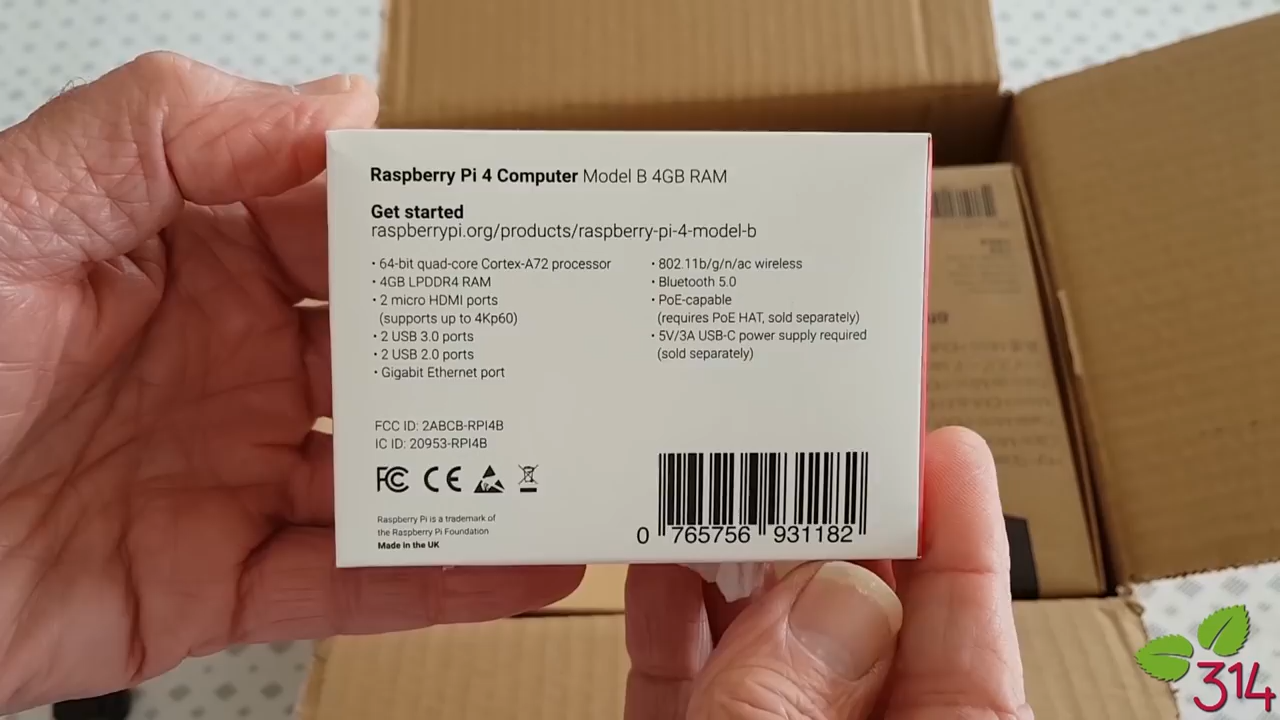 Raspberry Pi 4 Computer Model B 4GB RAM
Get started
raspberrypi.org/products/raspberry-pi-4-model-b
• 64-bit quad-core Cortex-A72 processor
• 4GB LPDDR4 RAM
• 2 micro HDMI ports
(supports up to 4Kp60)
• 2 USB 3.0 ports
• 2 USB 2.0 ports
• Gigabit Ethernet port
• 802.11b/g/n/ac wireless
• Bluetooth 5.0
• PoE-capable
(requires PoE HAT, sold separately)
• 5V/3A USB-C power supply required
(sold separately)
FCC ID: 2ABCB-RPI4B
IC ID: 20953-RPI4B
FC CE
Raspberry Pi is a trademark of
the Raspberry Pi Foundation
Made in the UK
0 765756 931182
314